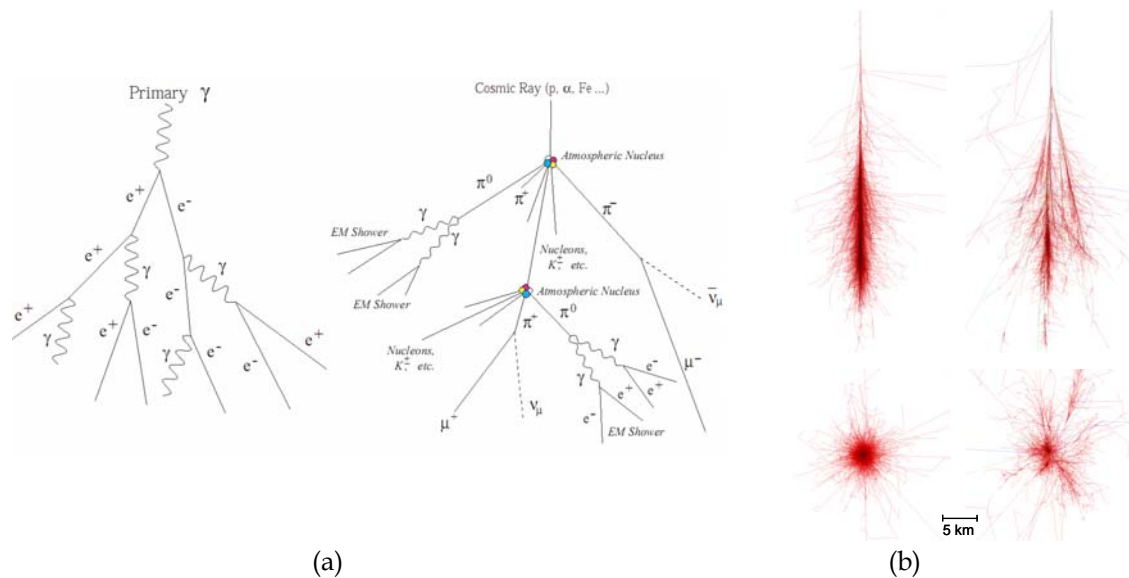 Primary γ
e⁺
e⁻
e⁺
γ
γ
e⁻
e⁺
γ
e⁺
e⁻
γ
e⁻
e⁻
e⁺
Cosmic Ray (p, α, Fe ...)
Atmospheric Nucleus
π⁰
π⁺
π⁻
γ
γ
EM Shower
EM Shower
Nucleons,
K±, etc.
Atmospheric Nucleus
ν̄μ
π⁺
π⁰
Nucleons,
K±, etc.
γ
γ
e⁻
e⁺
e⁺
e⁻
EM Shower
μ⁻
μ⁺
νμ
5 km
(a)
(b)